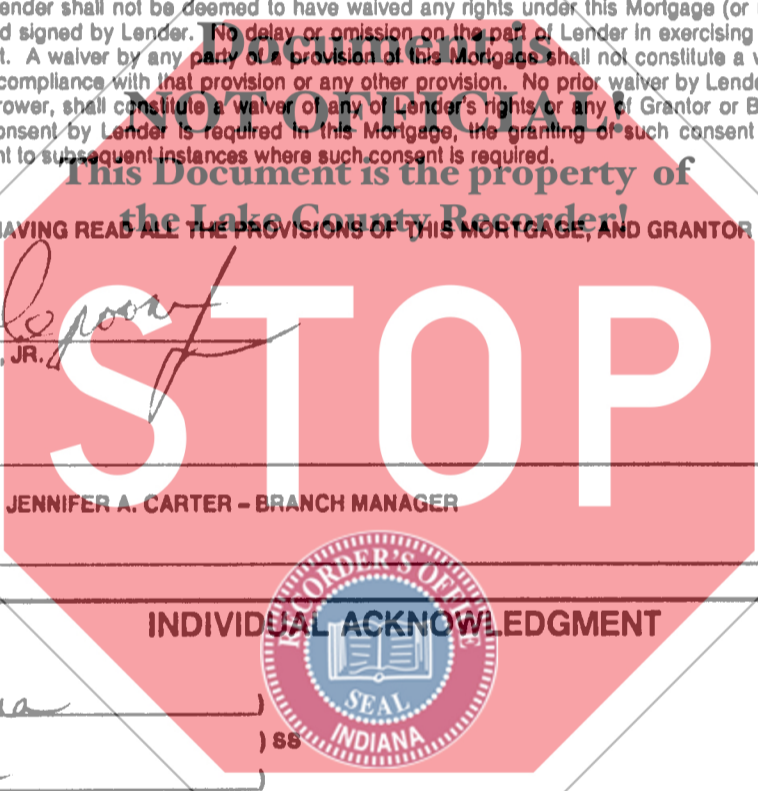 ender shall not be deemed to have waived any rights under this Mortgage (or
d signed by Lender. No delay or omission on the part of Lender in exercising
t. A waiver by any party of a provision of this Mortgage shall not constitute a
Document is
compliance with that provision or any other provision. No prior waiver by Lende
rower, shall constitute a waiver of any of Lender's rights or any of Grantor or B
NOT OFFICIAL!
onsent by Lender is required in this Mortgage, the granting of such consent
nt to subsequent instances where such consent is required.
This Document is the property of
the Lake County Recorder!
AVING READ ALL THE PROVISIONS OF THIS MORTGAGE, AND GRANTOR
, JR.
STOP
JENNIFER A. CARTER – BRANCH MANAGER
RECORDER'S OFFICE
INDIVIDUAL ACKNOWLEDGMENT
SEAL
INDIANA
)
) SS
)